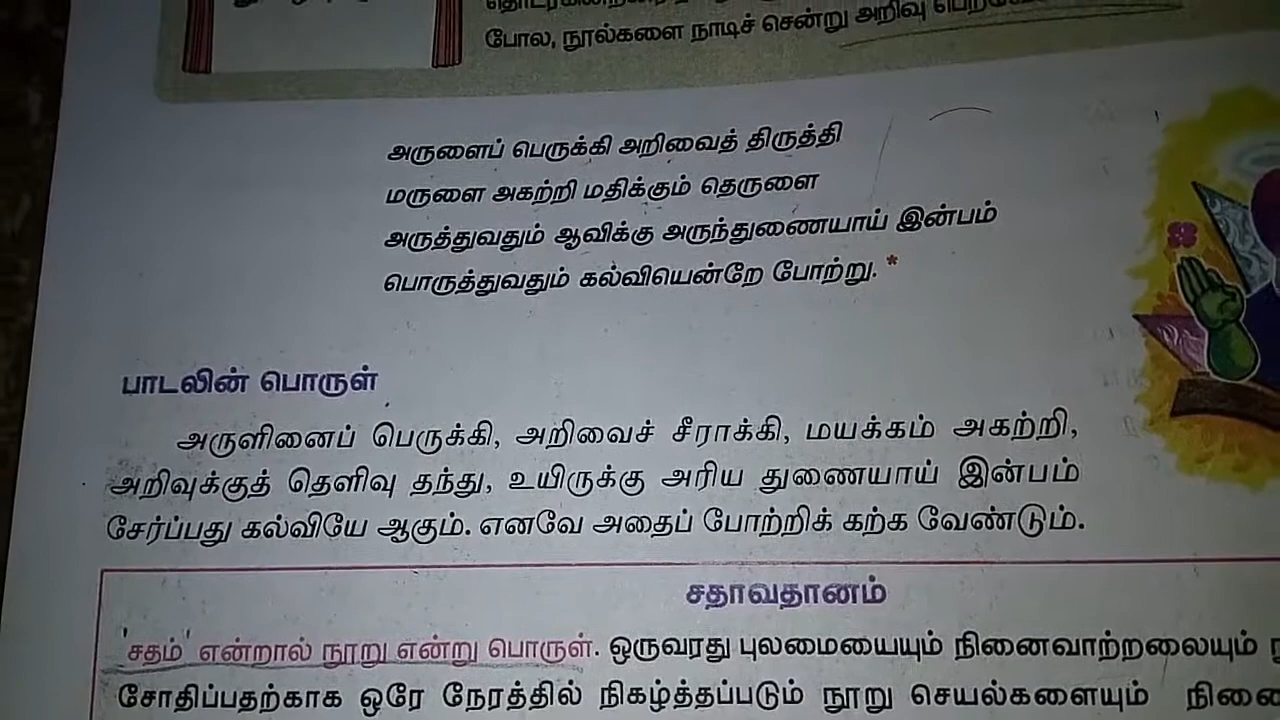 போல, நூல்களை நாடிச் சென்று அறிவு
அருளைப் பெருக்கி அறிவைத் திருத்தி
மருளை அகற்றி மதிக்கும் தெருளை
அருத்துவதும் ஆவிக்கு அருந்துணையாய் இன்பம்
பொருத்துவதும் கல்வியென்றே போற்று. *
பாடலின் பொருள்
அருளினைப் பெருக்கி, அறிவைச் சீராக்கி, மயக்கம் அகற்றி,
அறிவுக்குத் தெளிவு தந்து, உயிருக்கு அரிய துணையாய் இன்பம்
சேர்ப்பது கல்வியே ஆகும். எனவே அதைப் போற்றிக் கற்க வேண்டும்.
சதாவதானம்
'சதம்' என்றால் நூறு என்று பொருள். ஒருவரது புலமையையும் நினைவாற்றலையும்
சோதிப்பதற்காக ஒரே நேரத்தில் நிகழ்த்தப்படும் நூறு செயல்களையும்